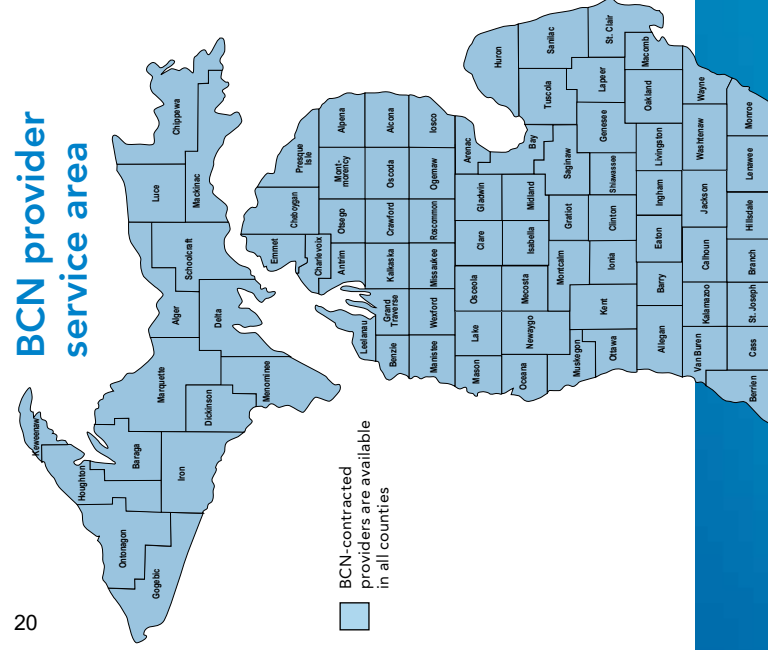 BCN provider
service area
Keweenaw
Houghton
Ontonagon
Gogebic
Baraga
Iron
Marquette
Dickinson
Menominee
Alger
Delta
Schoolcraft
Luce
Mackinac
Chippewa
Emmet
Cheboygan
Presque
Isle
Charlevoix
Leelanau
Antrim
Otsego
Mont-
morency
Alpena
Benzie
Grand
Traverse
Kalkaska
Crawford
Oscoda
Alcona
Manistee
Wexford
Missaukee
Roscommon
Ogemaw
Iosco
Mason
Lake
Osceola
Clare
Gladwin
Arenac
Huron
Oceana
Newaygo
Mecosta
Isabella
Midland
Bay
Tuscola
Sanilac
Muskegon
Montcalm
Gratiot
Saginaw
Genesee
Lapeer
St. Clair
Ottawa
Kent
Ionia
Clinton
Shiawassee
Allegan
Barry
Eaton
Ingham
Livingston
Oakland
Macomb
Van Buren
Kalamazoo
Calhoun
Jackson
Washtenaw
Wayne
Berrien
Cass
St. Joseph
Branch
Hillsdale
Lenawee
Monroe
BCN-contracted
providers are available
in all counties
20